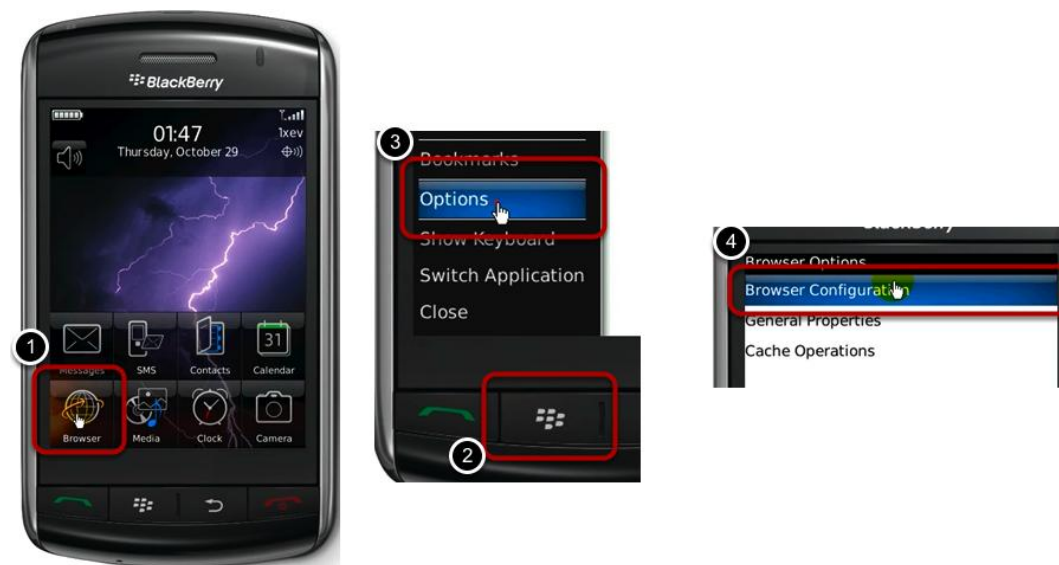 BlackBerry
01:47
1xev
Thursday, October 29
31
Messages
SMS
Contacts
Calendar
Browser
Media
Clock
Camera
1
3
Bookmarks
Options
Show Keyboard
Switch Application
Close
2
4
BlackBerry
Browser Options
Browser Configuration
General Properties
Cache Operations